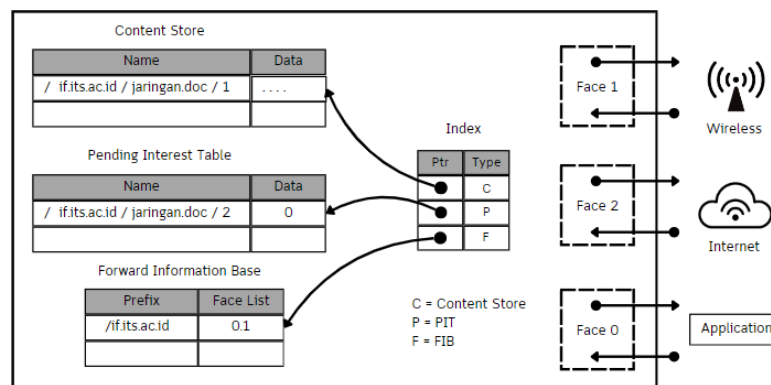 Content Store
Name Data
/ if.its.ac.id / jaringan.doc / 1 ....
Pending Interest Table
Name Data
/ if.its.ac.id / jaringan.doc / 2 0
Forward Information Base
Prefix Face List
/if.its.ac.id 0.1
Index
Ptr Type
C
P
F
C = Content Store
P = PIT
F = FIB
Face 1
Wireless
Face 2
Internet
Face 0
Application